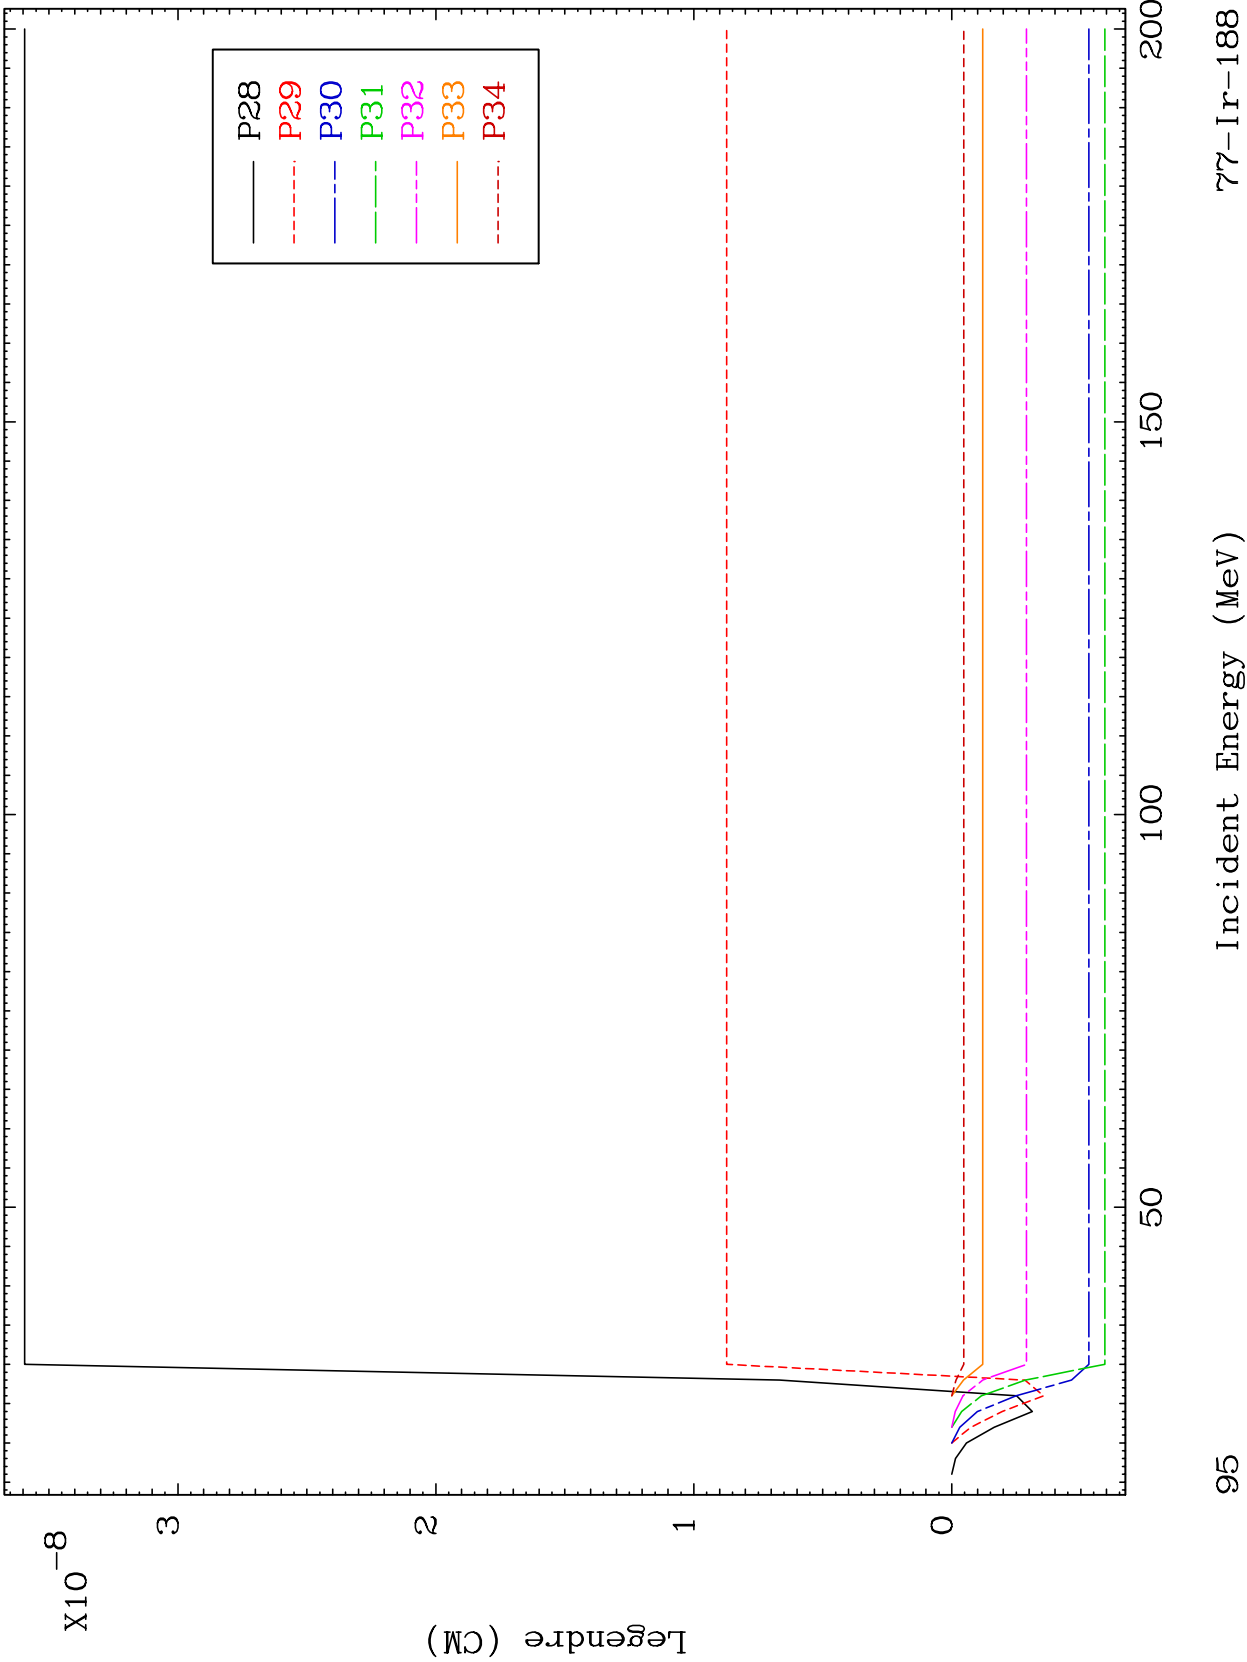 X10-8
3
2
1
0
Legendre (CM)
P28
P29
P30
P31
P32
P33
P34
50
100
150
200
95
Incident Energy (MeV)
77-Ir-188